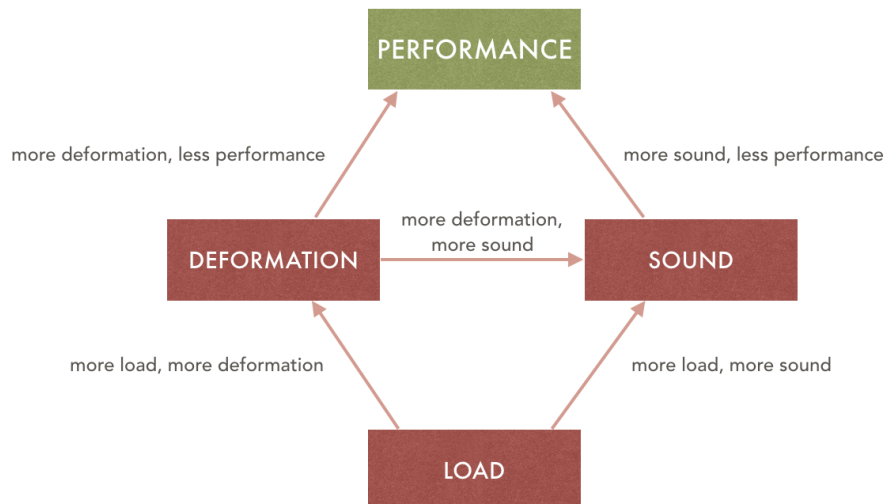 PERFORMANCE
more deformation, less performance
more sound, less performance
more deformation,
more sound
DEFORMATION
SOUND
more load, more deformation
more load, more sound
LOAD